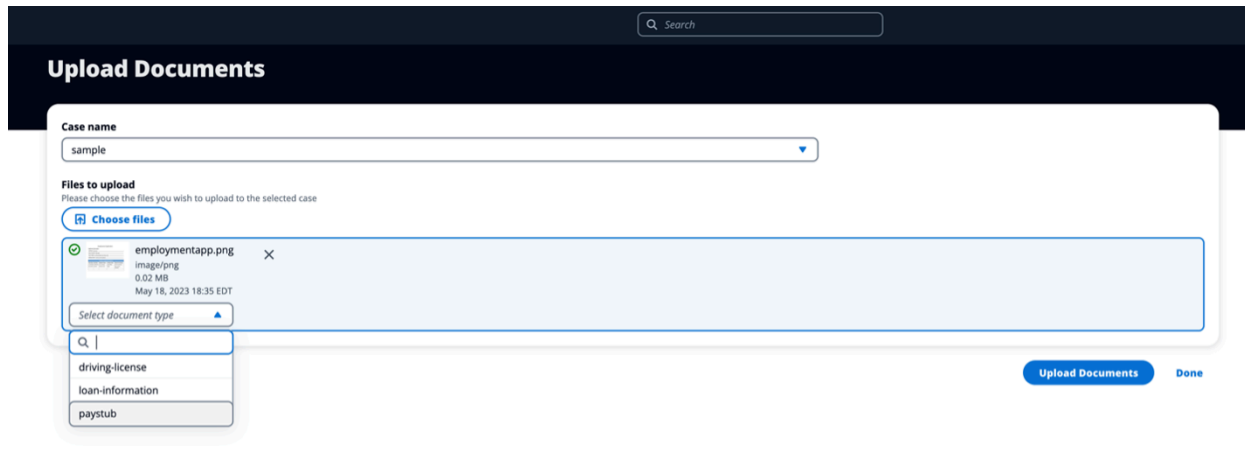 Search
Upload Documents
Case name
sample
Files to upload
Please choose the files you wish to upload to the selected case
Choose files
employmentapp.png
image/png
0.02 MB
May 18, 2023 18:35 EDT
Select document type
driving-license
loan-information
paystub
Upload Documents Done